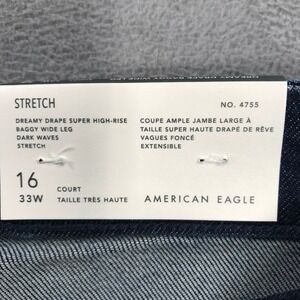 STRETCH
NO. 4755
DREAMY DRAPE SUPER HIGH-RISE
BAGGY WIDE LEG
DARK WAVES
STRETCH
COUPE AMPLE JAMBE LARGE À
TAILLE SUPER HAUTE DRAPÉ DE RÊVE
VAGUES FONCÉ
EXTENSIBLE
16
33W
COURT
TAILLE TRÈS HAUTE
AMERICAN EAGLE